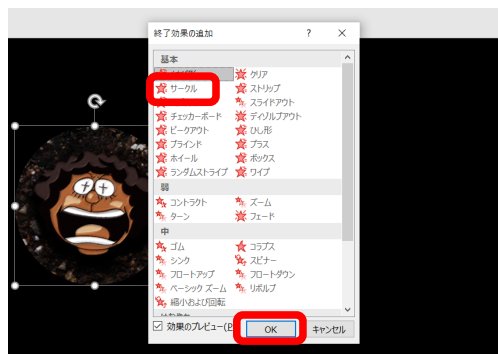 終了効果の追加 ? ×
基本
クリア
サークル ストリップ
スライドアウト
チェッカーボード ディゾルブアウト
ピークアウト ひし形
ブラインド プラス
ホイール ボックス
ランダムストライプ ワイプ
弱
コントラクト ズーム
ターン フェード
中
ゴム コラプス
シンク スピナー
フロートアップ フロートダウン
ベーシック ズーム リボルブ
縮小および回転
効果のプレビュー(P OK キャンセル